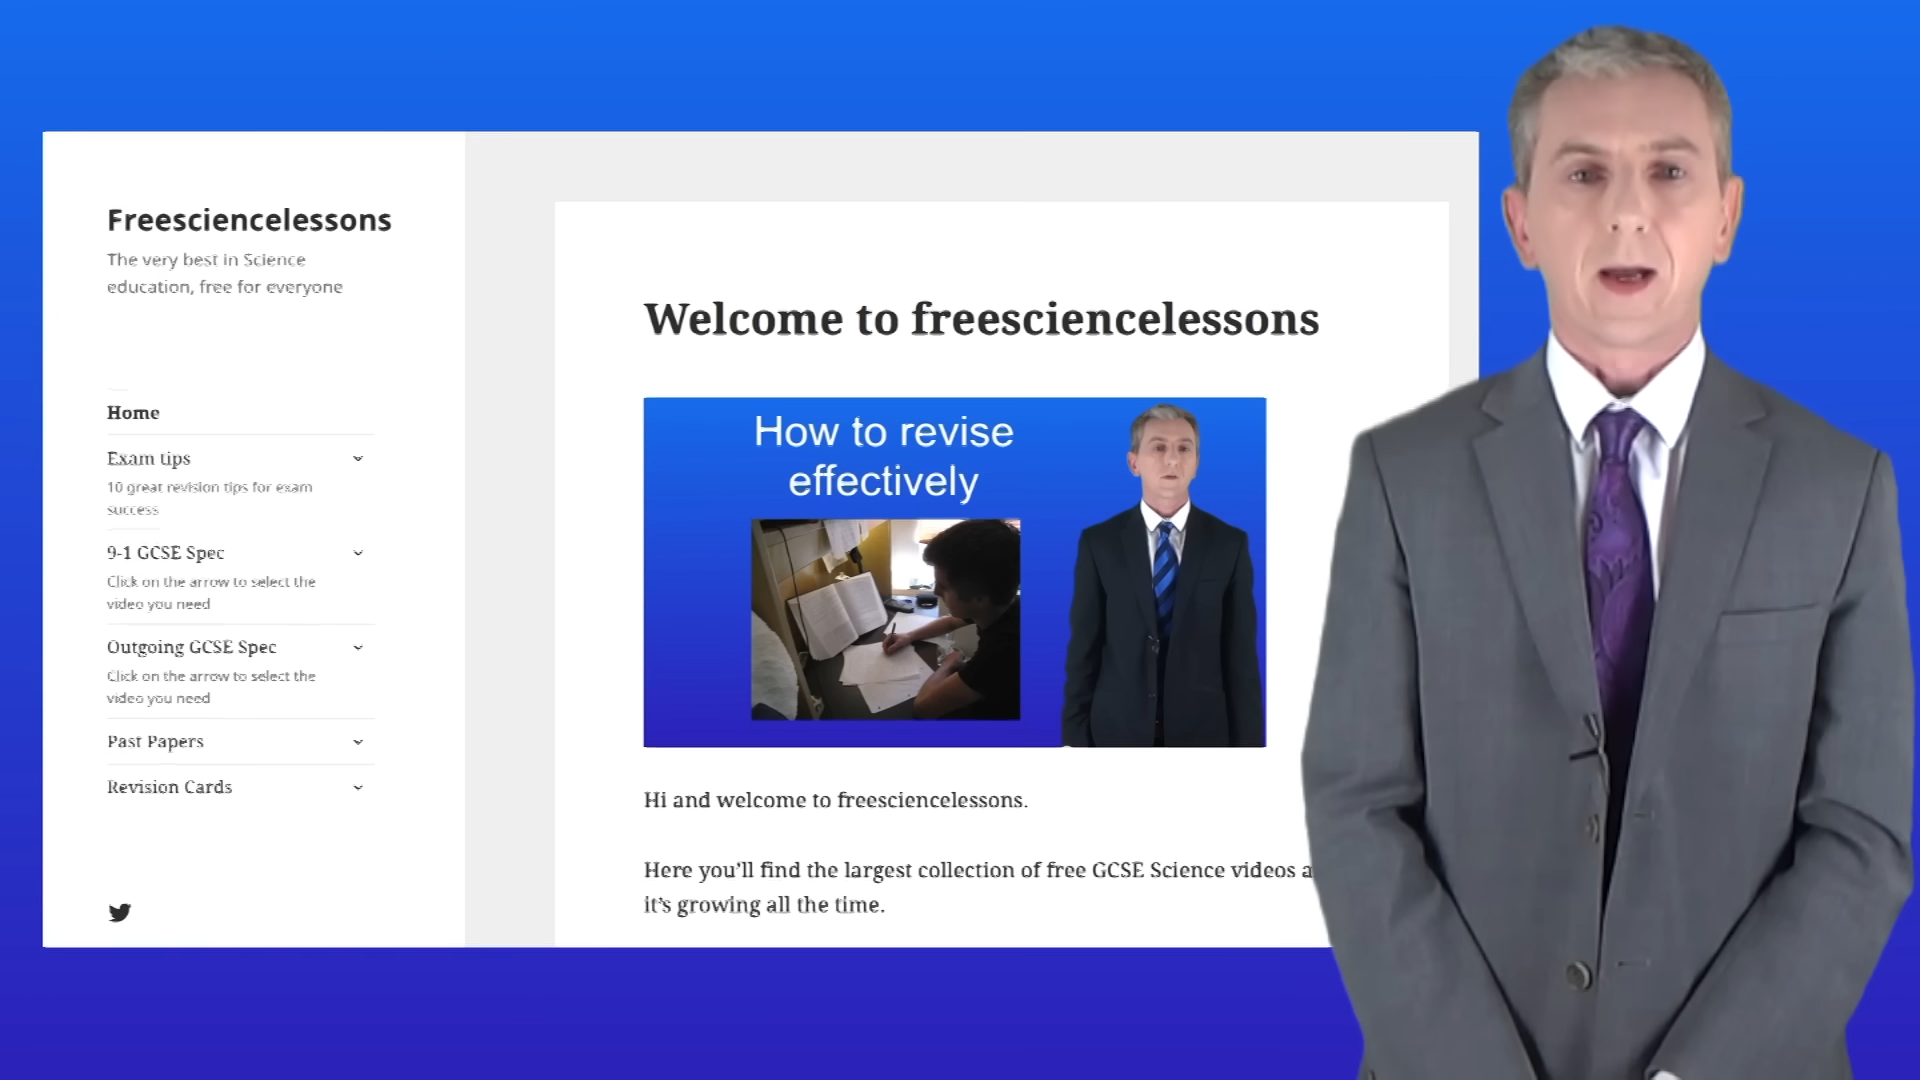 Freesciencelessons
The very best in Science
education, free for everyone
Home
Exam tips
10 great revision tips for exam
success
9-1 GCSE Spec
Click on the arrow to select the
video you need
Outgoing GCSE Spec
Click on the arrow to select the
video you need
Past Papers
Revision Cards
Welcome to freesciencelessons
How to revise
effectively
Hi and welcome to freesciencelessons.
Here you’ll find the largest collection of free GCSE Science videos
it’s growing all the time.